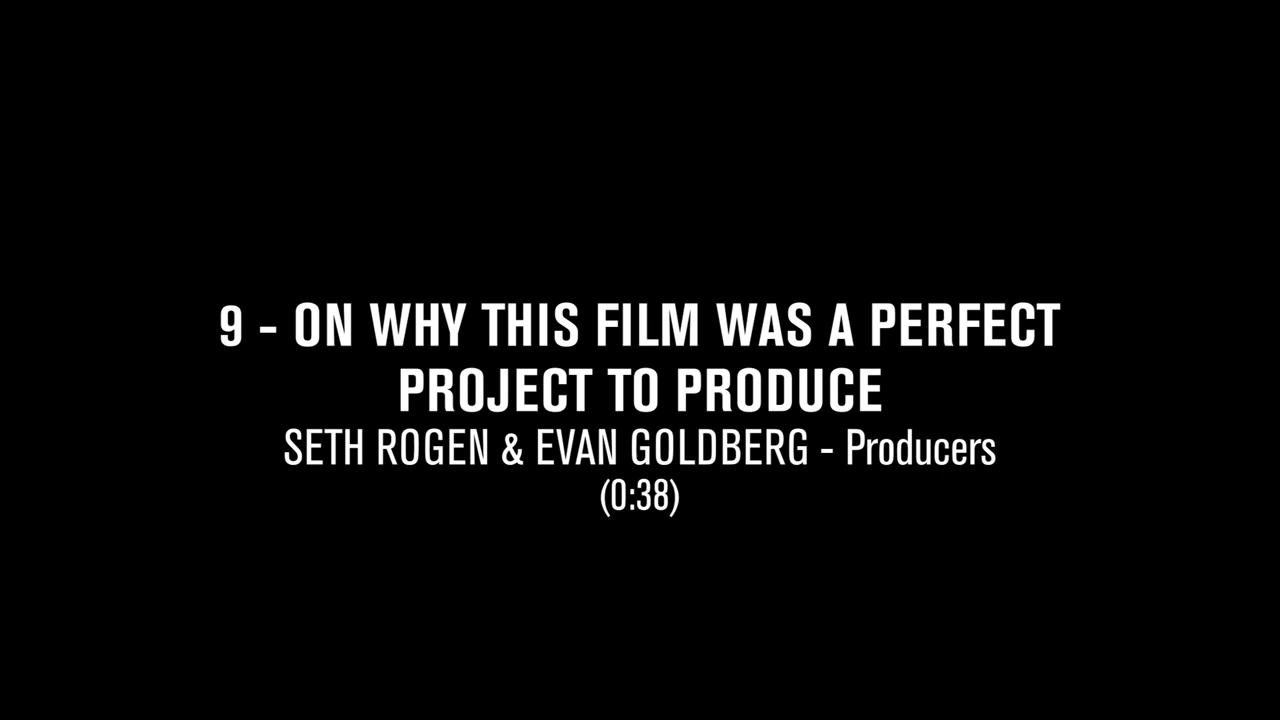 9 - ON WHY THIS FILM WAS A PERFECT
PROJECT TO PRODUCE
SETH ROGEN & EVAN GOLDBERG - Producers
(0:38)